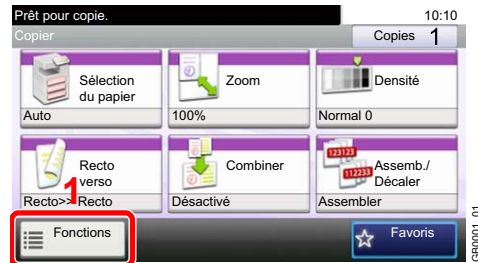 Prêt pour copie.
10:10
Copier
Copies 1
Sélection
du papier
Auto
Zoom
100%
Densité
Normal 0
Recto
verso
Recto>> Recto
Combiner
Désactivé
123123
112233
Assemb./
Décaler
Assembler
1
Fonctions
Favoris
GB0001_01